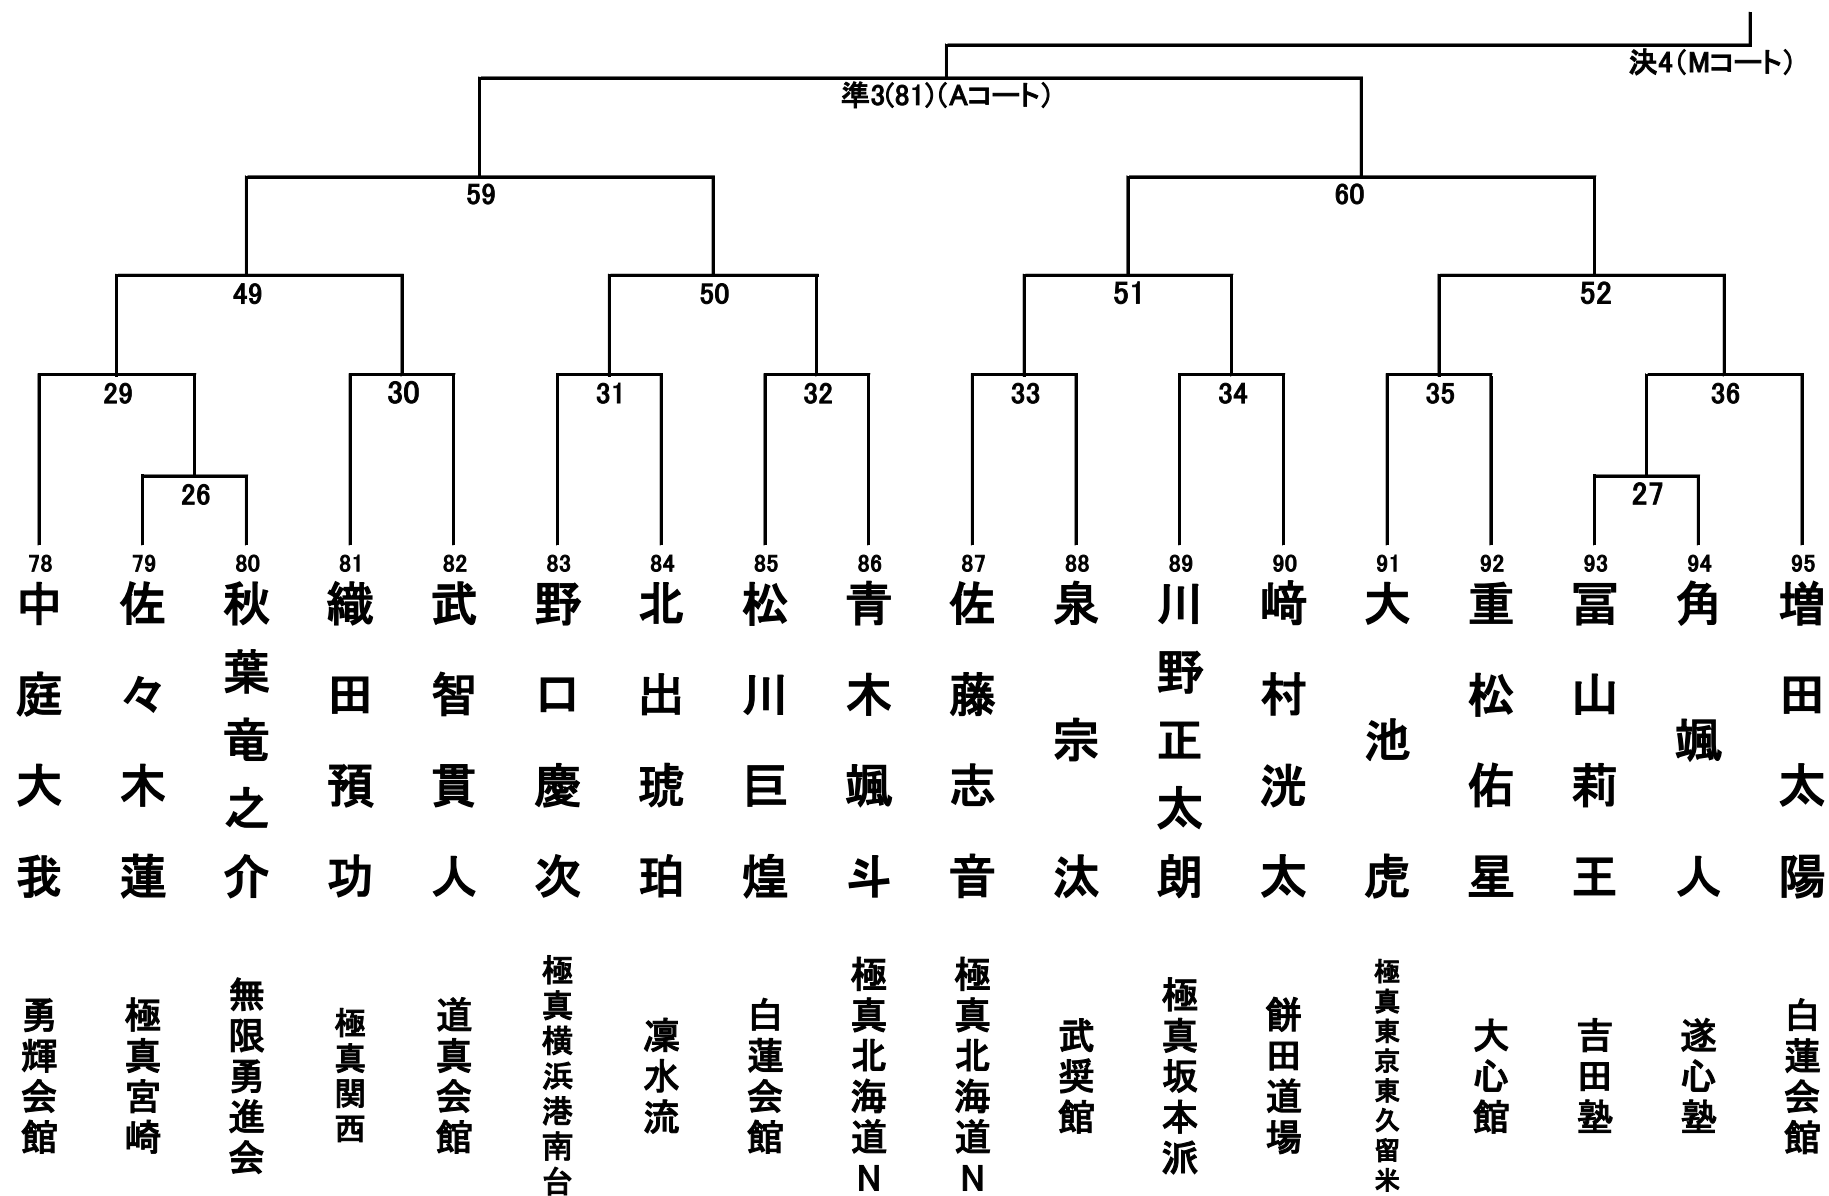 決4(Mコート)
準3(81)(Aコート)
59
60
49
50
51
52
29
30
31
32
33
34
35
36
26
27
78
中庭大我
勇輝会館
79
佐々木蓮
極真宮崎
80
秋葉竜之介
無限勇進会
81
織田預功
極真関西
82
武智貫人
道真会館
83
野口慶次
極真横浜港南台
84
北出琥珀
凜水流
85
松川巨煌
白蓮会館
86
青木颯斗
極真北海道N
87
佐藤志音
極真北海道N
88
泉宗汰
武奨館
89
川野正太朗
極真坂本派
90
﨑村洸太
餅田道場
91
大池虎
極真東京東久留米
92
重松佑星
大心館
93
冨山莉王
吉田塾
94
角颯人
遂心塾
95
増田太陽
白蓮会館